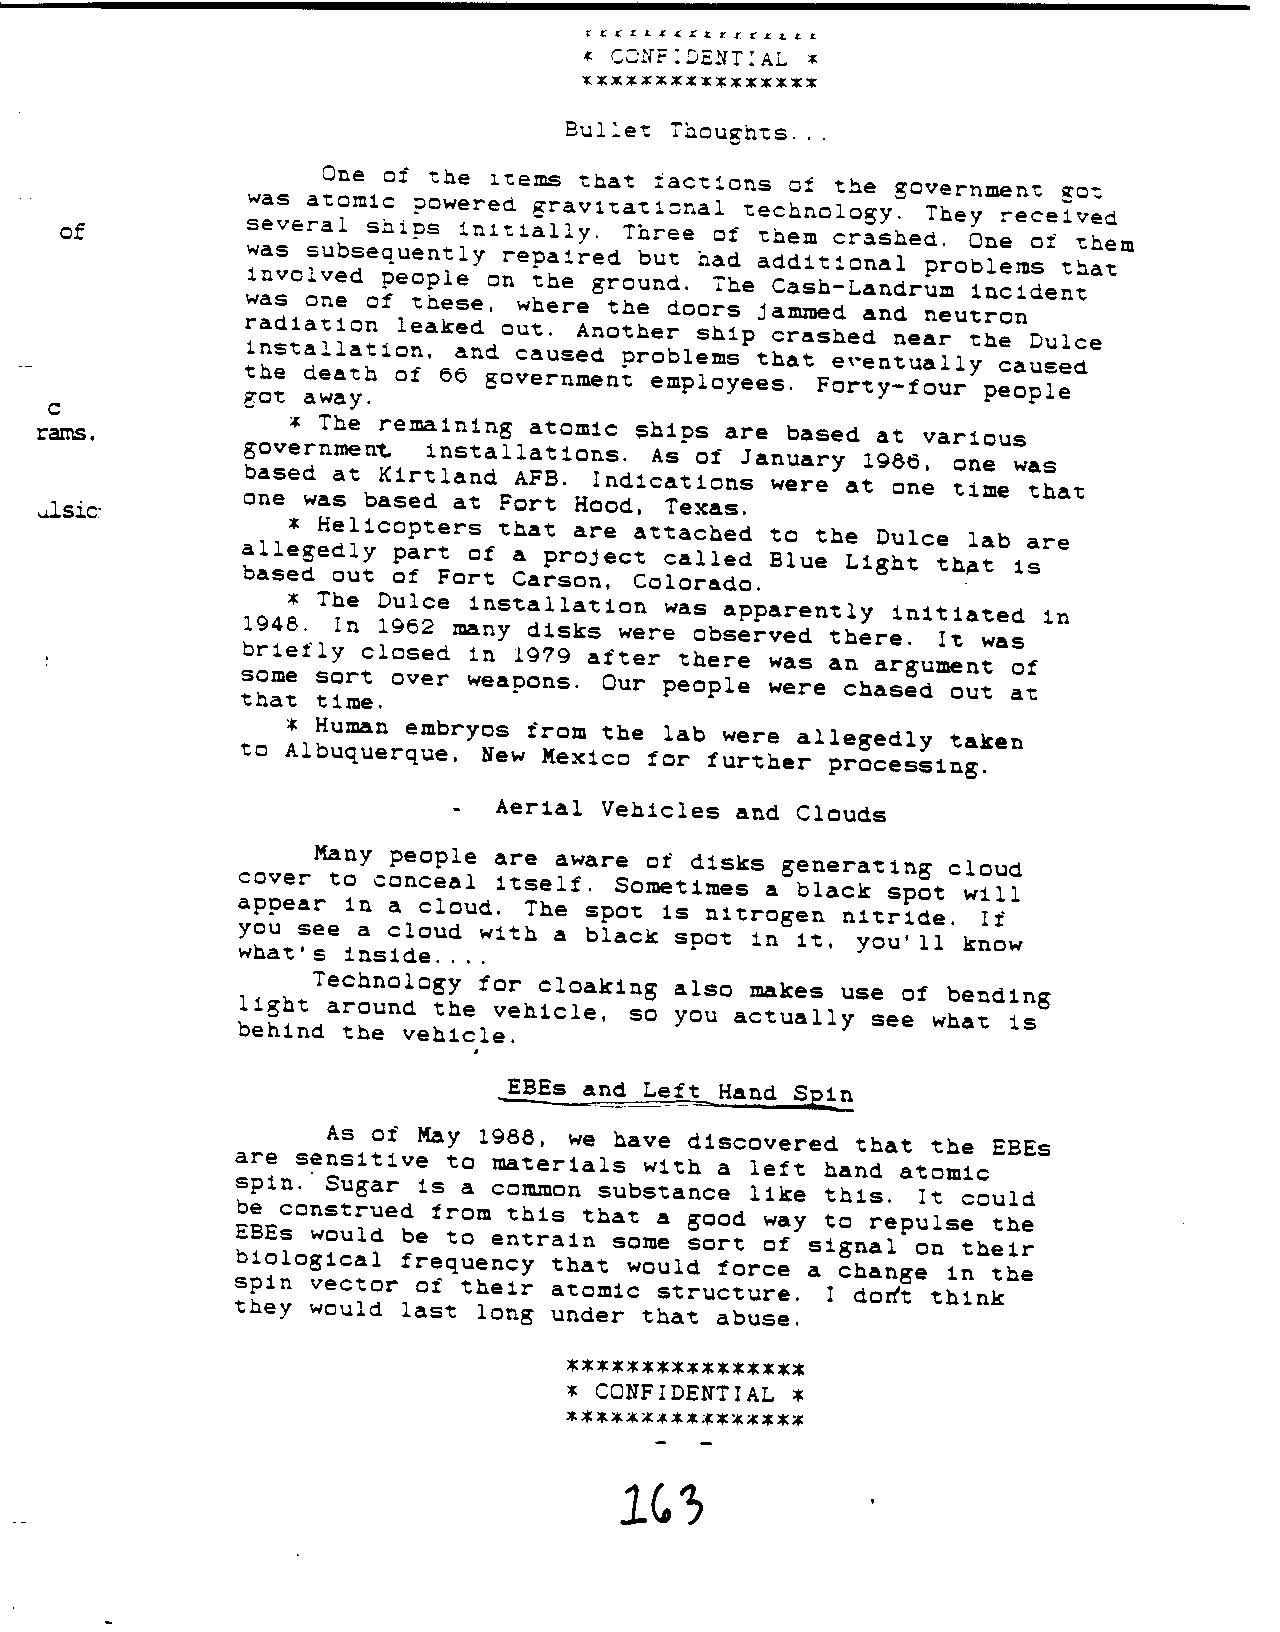 ****************
* CONFIDENTIAL *
****************
Bullet Thoughts...
One of the items that factions of the government got
was atomic powered gravitational technology. They received
several ships initially. Three of them crashed. One of them
was subsequently repaired but had additional problems that
involved people on the ground. The Cash-Landrum incident
was one of these, where the doors jammed and neutron
radiation leaked out. Another ship crashed near the Dulce
installation, and caused problems that eventually caused
the death of 66 government employees. Forty-four people
got away.
* The remaining atomic ships are based at various
government installations. As of January 1986, one was
based at Kirtland AFB. Indications were at one time that
one was based at Fort Hood, Texas.
* Helicopters that are attached to the Dulce lab are
allegedly part of a project called Blue Light that is
based out of Fort Carson, Colorado.
* The Dulce installation was apparently initiated in
1948. In 1962 many disks were observed there. It was
briefly closed in 1979 after there was an argument of
some sort over weapons. Our people were chased out at
that time.
* Human embryos from the lab were allegedly taken
to Albuquerque, New Mexico for further processing.
- Aerial Vehicles and Clouds
Many people are aware of disks generating cloud
cover to conceal itself. Sometimes a black spot will
appear in a cloud. The spot is nitrogen nitride. If
you see a cloud with a black spot in it, you'll know
what's inside....
Technology for cloaking also makes use of bending
light around the vehicle, so you actually see what is
behind the vehicle.
EBEs and Left Hand Spin
As of May 1988, we have discovered that the EBEs
are sensitive to materials with a left hand atomic
spin. Sugar is a common substance like this. It could
be construed from this that a good way to repulse the
EBEs would be to entrain some sort of signal on their
biological frequency that would force a change in the
spin vector of their atomic structure. I don't think
they would last long under that abuse.
****************
* CONFIDENTIAL *
****************
163
of
c
rams.